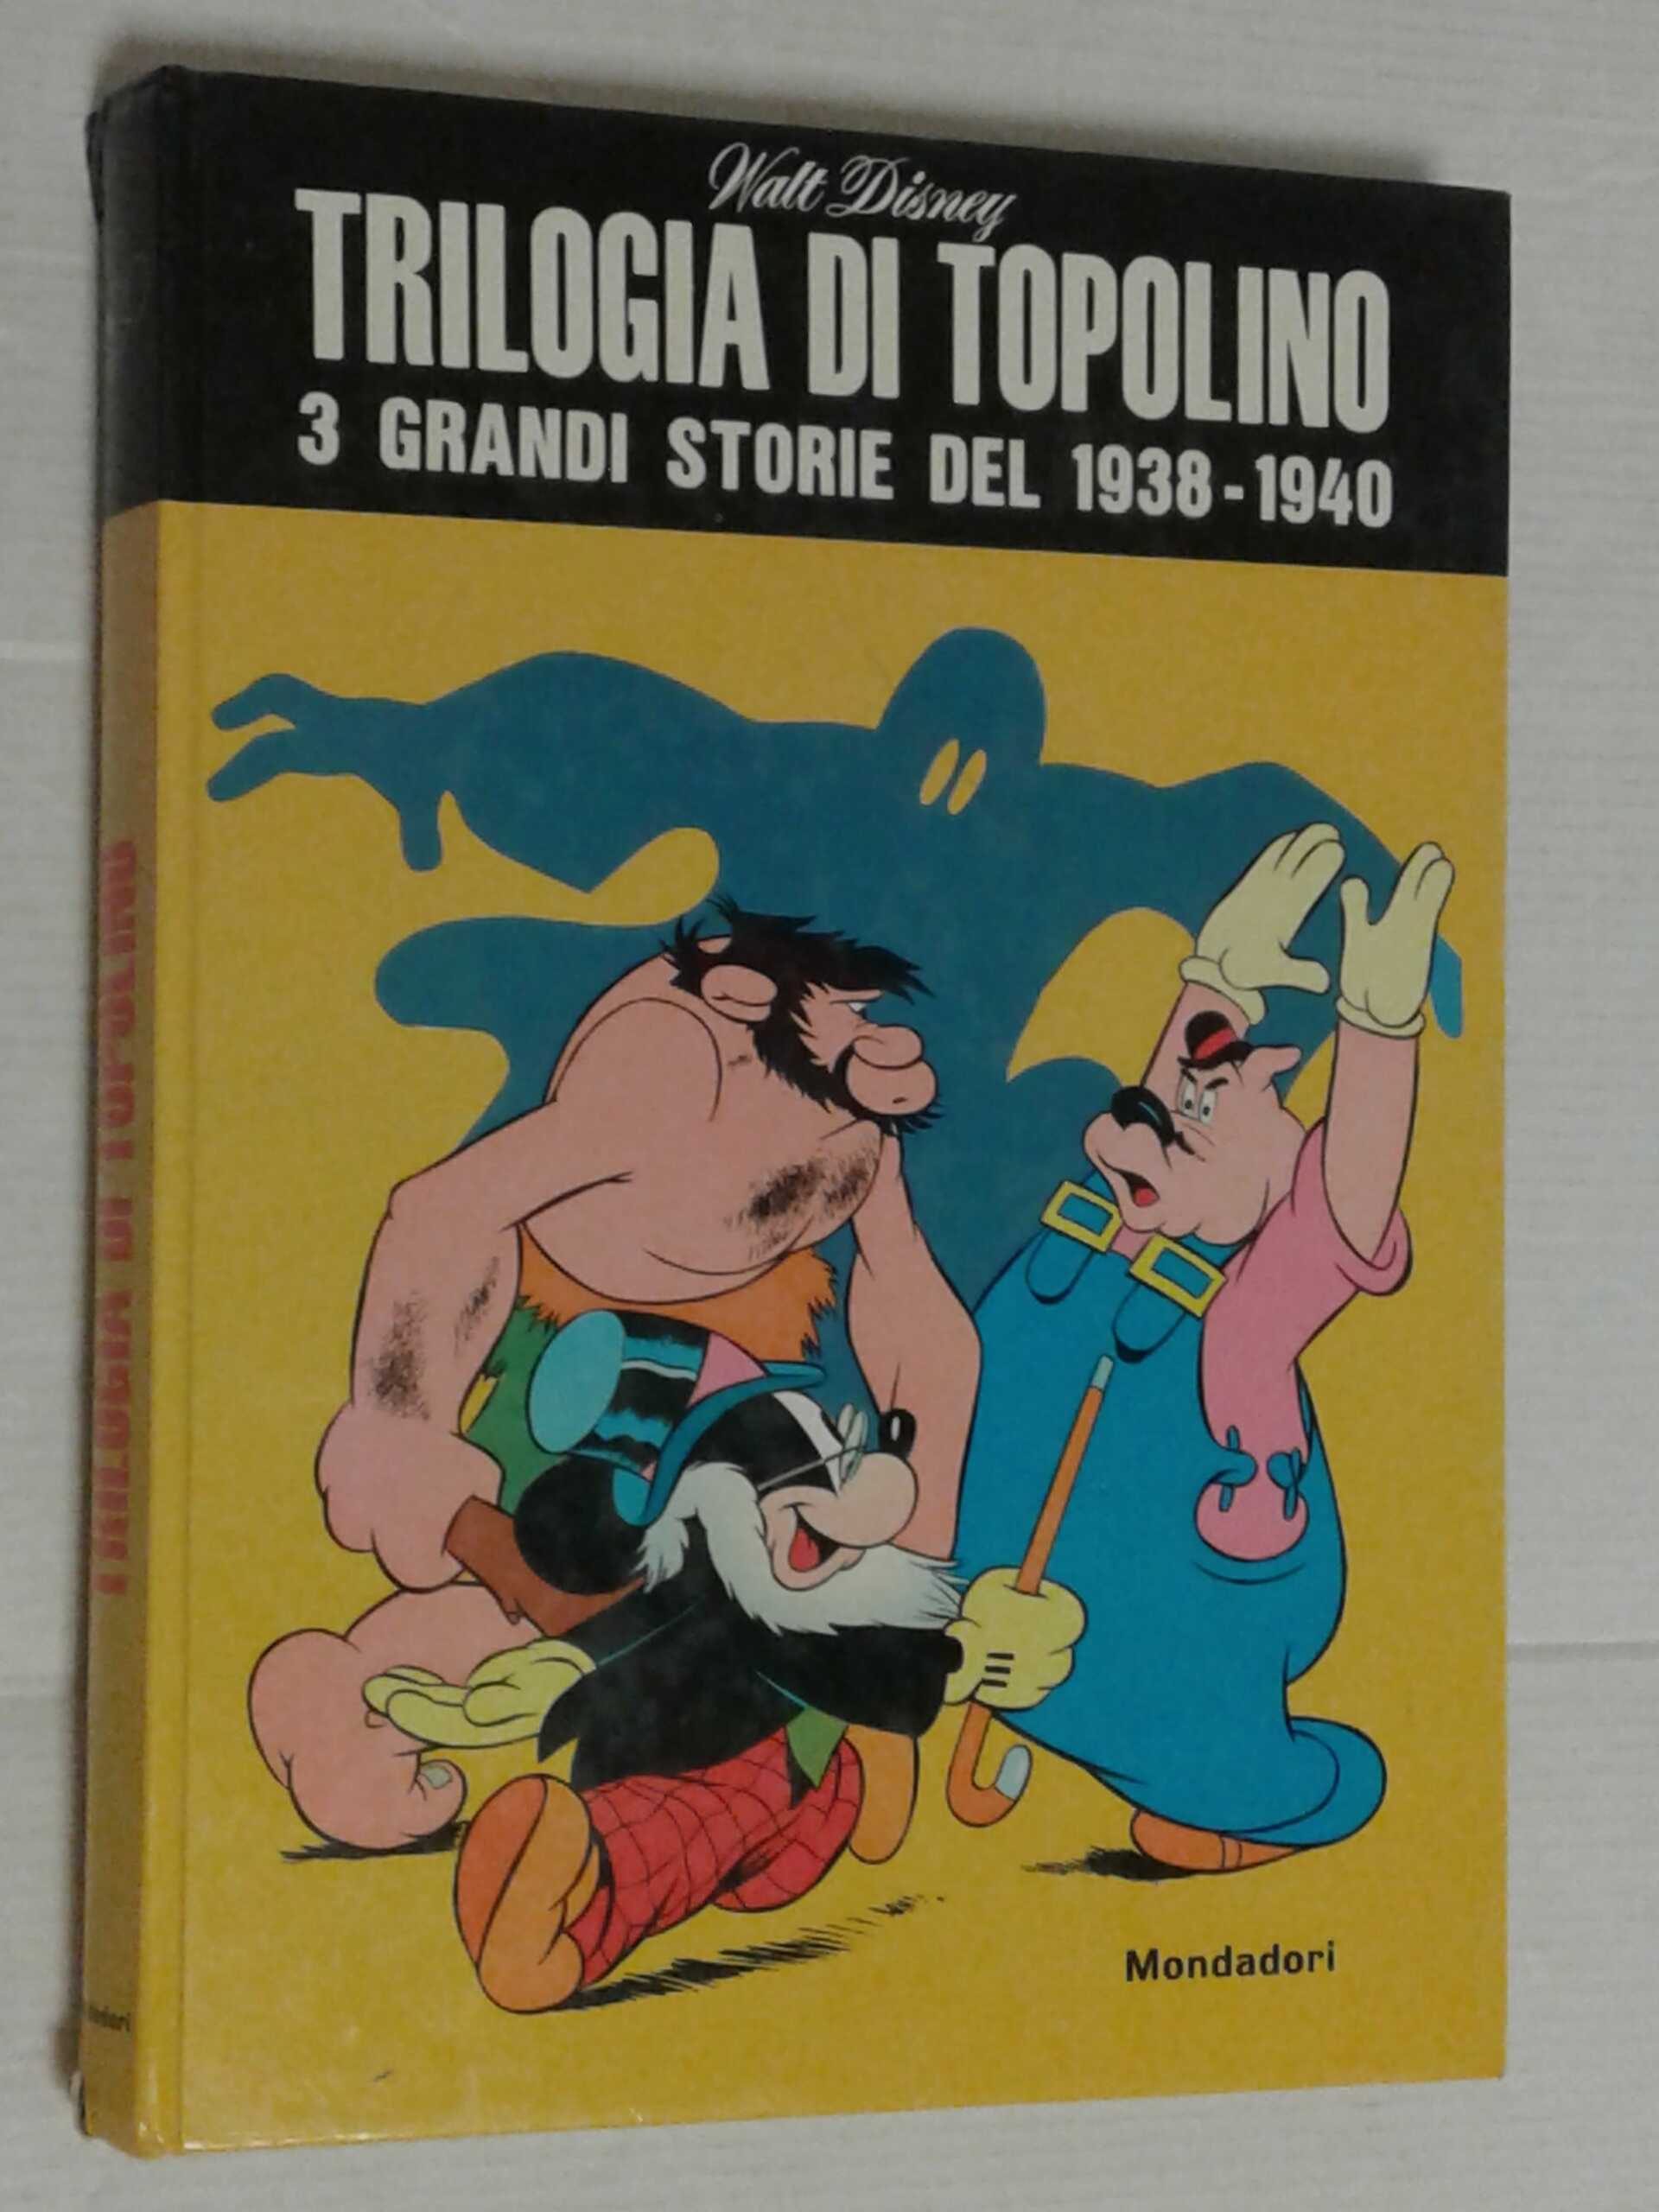 Walt Disney
TRILOGIA DI TOPOLINO
3 GRANDI STORIE DEL 1938-1940
Mondadori
TRILOGIA DI TOPOLINO